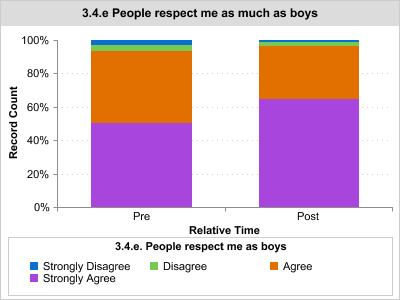 3.4.e People respect me as much as boys
100%
80%
60%
40%
20%
0%
Record Count
Pre
Post
Relative Time
3.4.e. People respect me as boys
Strongly Disagree
Disagree
Agree
Strongly Agree